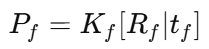 P_f = K_f[R_f|t_f]